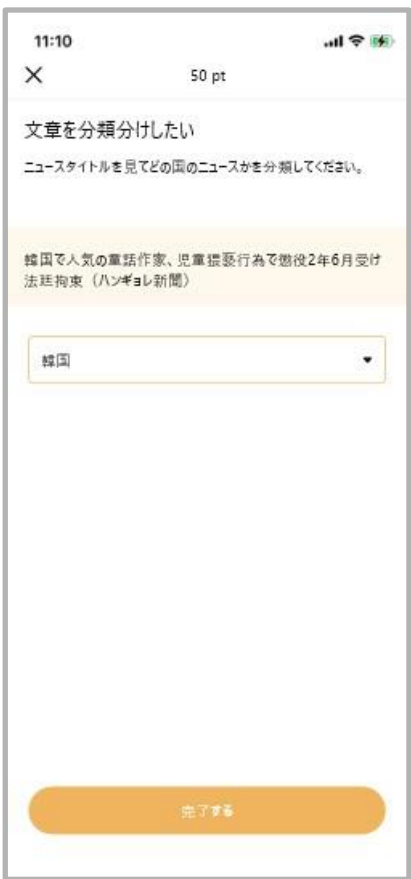 11:10
50 pt
文章を分類分けしたい
ニュースタイトルを見てどの国のニュースかを分類してください。
韓国で人気の童話作家、児童猥褻行為で懲役2年6月受け
法廷拘束（ハンギョレ新聞）
韓国
完了する